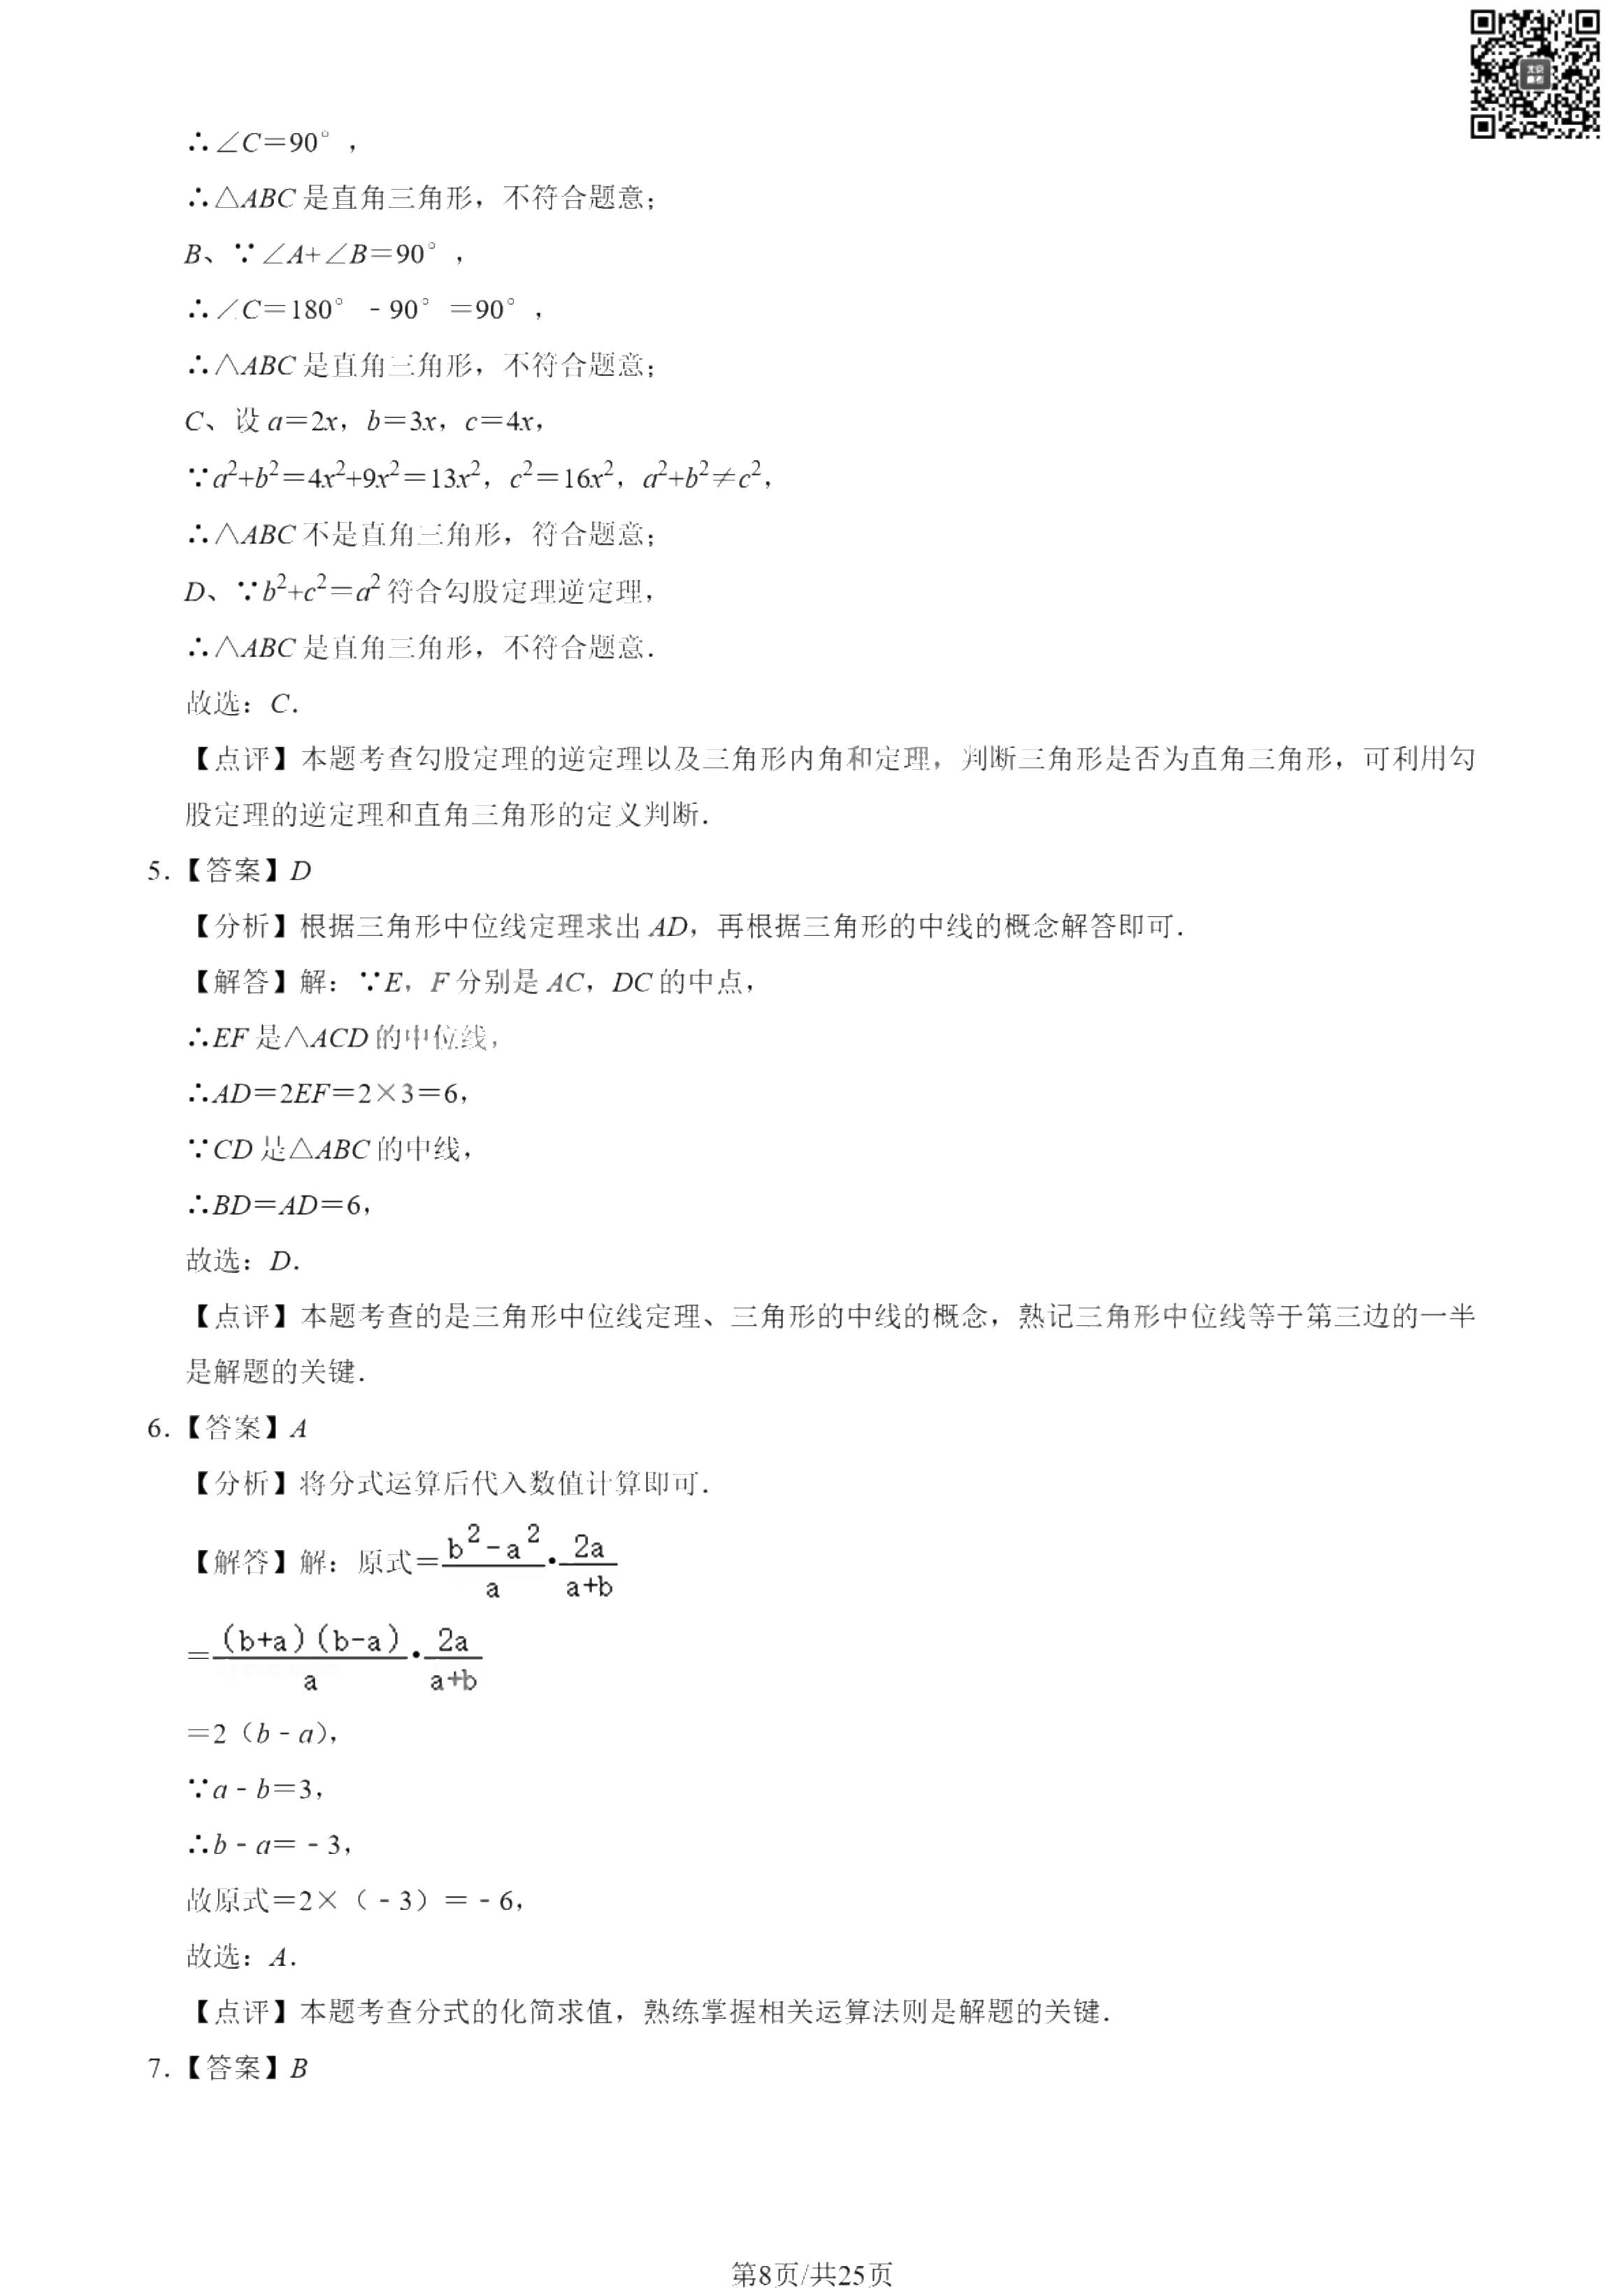 ∴∠C=90°，
∴△ABC是直角三角形，不符合题意；
B、∵∠A+∠B=90°，
∴∠C=180°﹣90°=90°，
∴△ABC是直角三角形，不符合题意；
C、设a=2x，b=3x，c=4x，
∵a²+b²=4x²+9x²=13x²，c²=16x²，a²+b²≠c²，
∴△ABC不是直角三角形，符合题意；
D、∵b²+c²=a²符合勾股定理逆定理，
∴△ABC是直角三角形，不符合题意．
故选：C．
【点评】本题考查勾股定理的逆定理以及三角形内角和定理，判断三角形是否为直角三角形，可利用勾
股定理的逆定理和直角三角形的定义判断．
5．【答案】D
【分析】根据三角形中位线定理求出AD，再根据三角形的中线的概念解答即可．
【解答】解：∵E，F分别是AC，DC的中点，
∴EF是△ACD的中位线，
∴AD=2EF=2×3=6，
∵CD是△ABC的中线，
∴BD=AD=6，
故选：D．
【点评】本题考查的是三角形中位线定理、三角形的中线的概念，熟记三角形中位线等于第三边的一半
是解题的关键．
6．【答案】A
【分析】将分式运算后代入数值计算即可．
【解答】解：原式=\frac{b²-a²}{a}•\frac{2a}{a+b}
=\frac{(b+a)(b-a)}{a}•\frac{2a}{a+b}
=2（b﹣a），
∵a﹣b=3，
∴b﹣a=﹣3，
故原式=2×（﹣3）=﹣6，
故选：A．
【点评】本题考查分式的化简求值，熟练掌握相关运算法则是解题的关键．
7．【答案】B
第8页/共25页